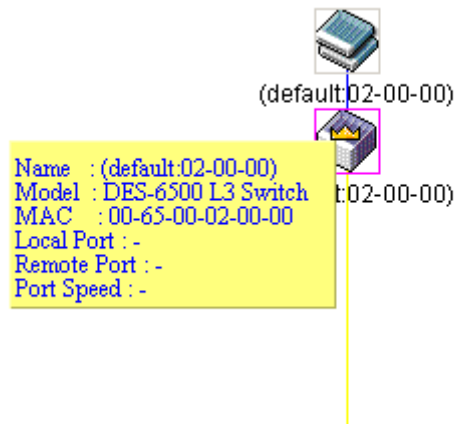 (default:02-00-00)
Name : (default:02-00-00)
Model : DES-6500 L3 Switch
MAC : 00-65-00-02-00-00
Local Port : -
Remote Port : -
Port Speed : -
t:02-00-00)